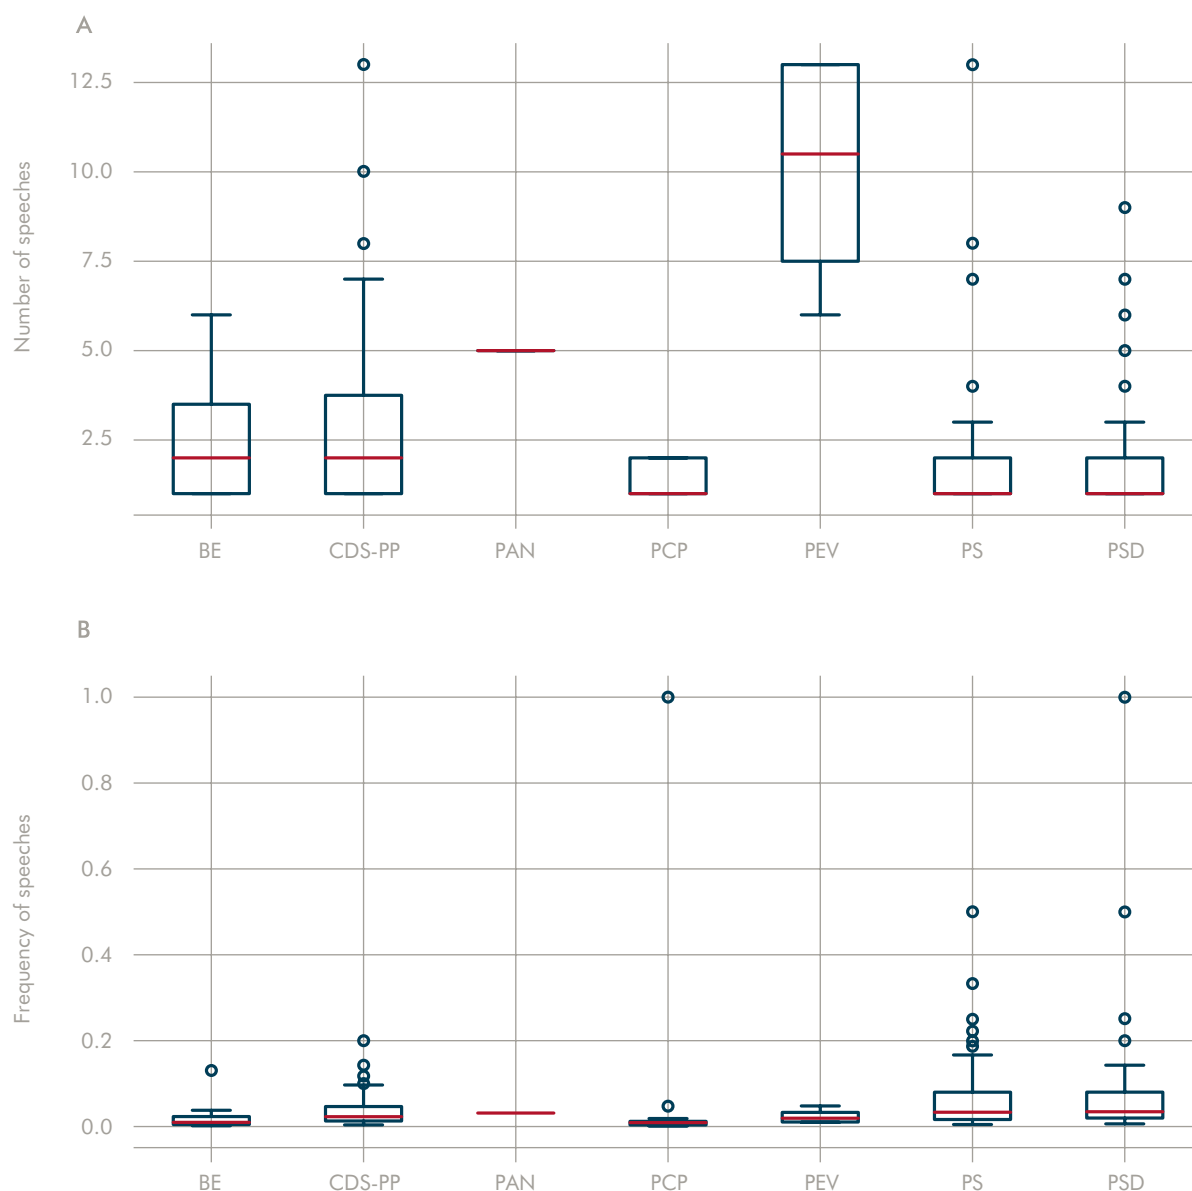 A
Number of speeches
12.5
10.0
7.5
5.0
2.5
BE CDS-PP PAN PCP PEV PS PSD
B
Frequency of speeches
1.0
0.8
0.6
0.4
0.2
0.0
BE CDS-PP PAN PCP PEV PS PSD